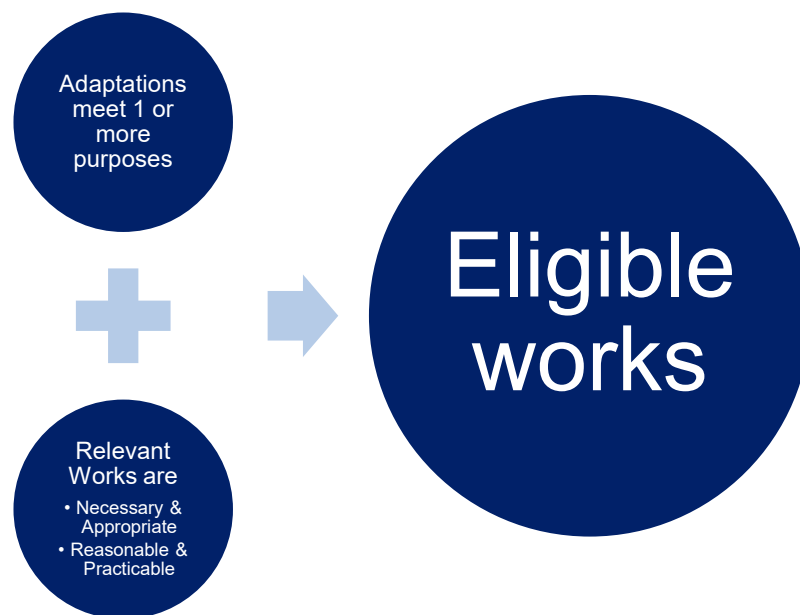 Adaptations
meet 1 or
more
purposes
Relevant
Works are
• Necessary &
Appropriate
• Reasonable &
Practicable
Eligible
works